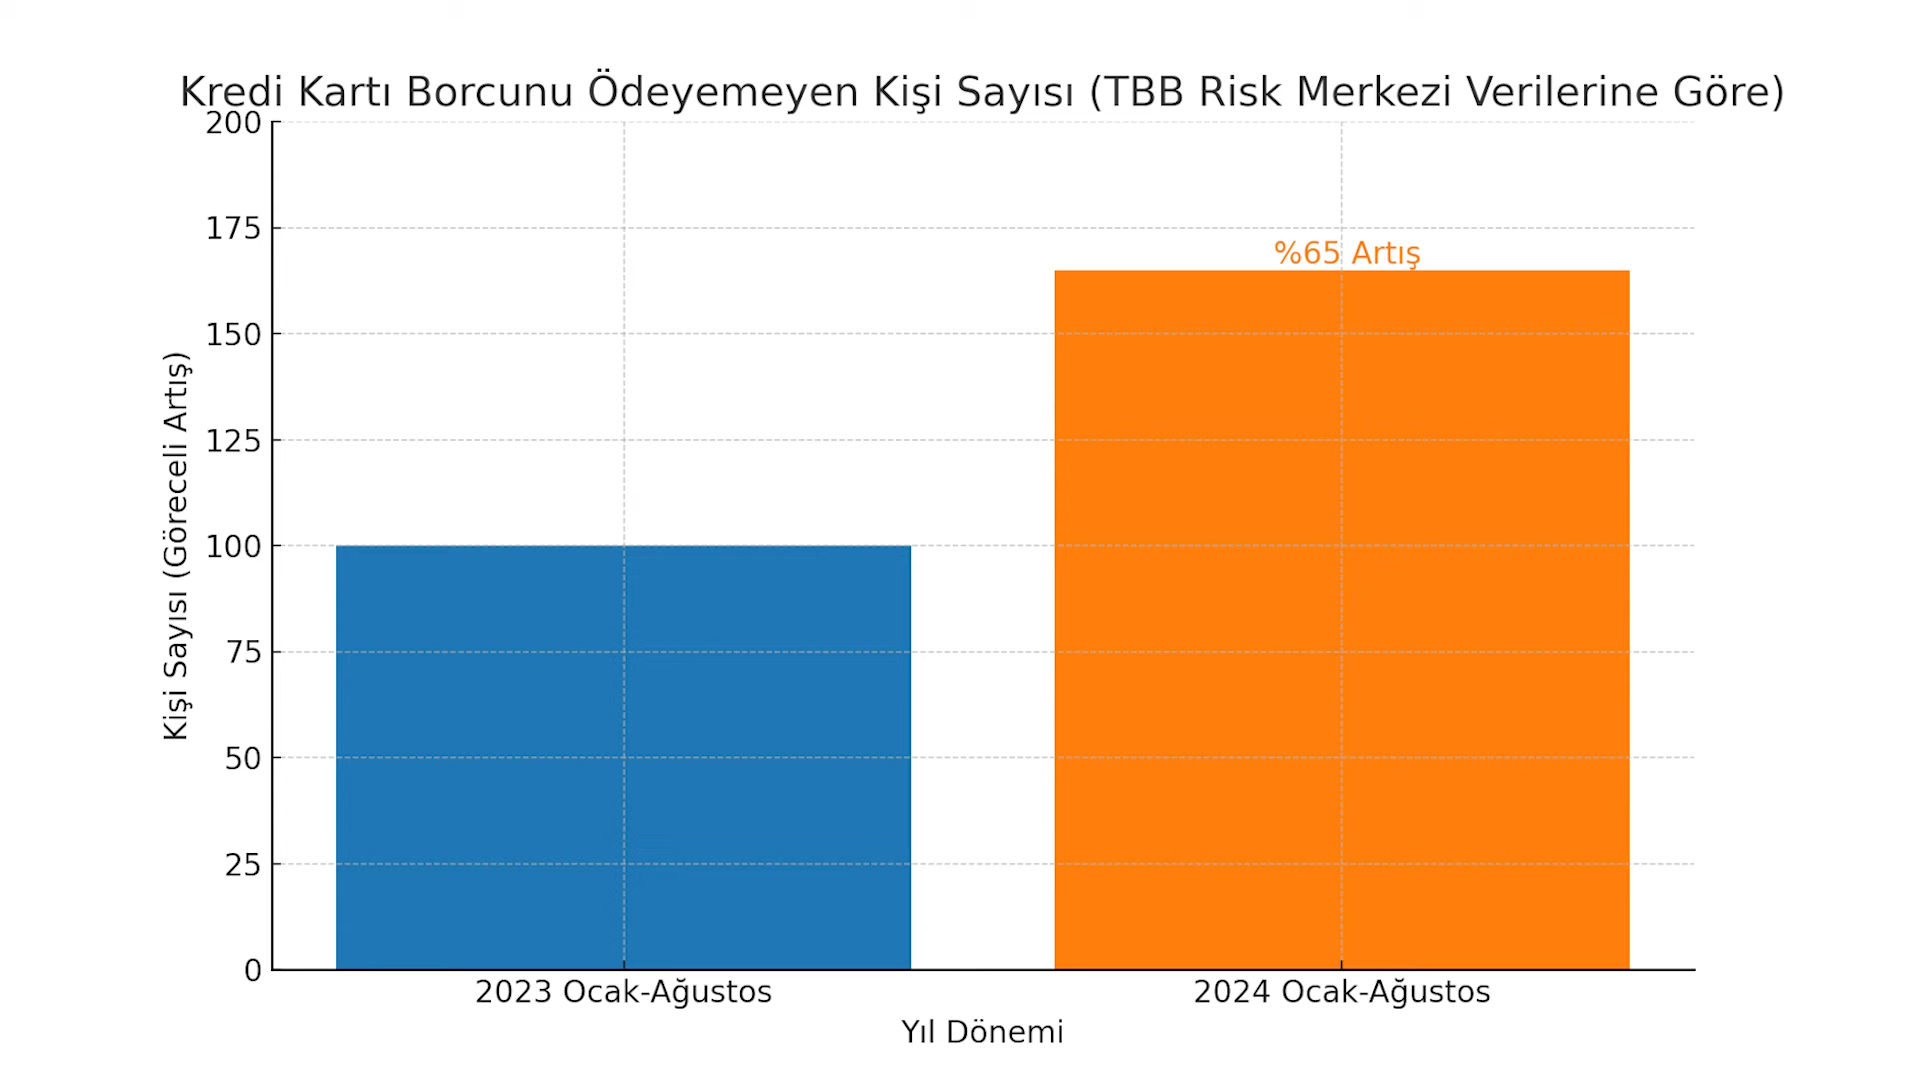 Kredi Kartı Borcunu Ödeyemeyen Kişi Sayısı (TBB Risk Merkezi Verilerine Göre)
200
175
150
125
100
75
50
25
0
Kişi Sayısı (Göreceli Artış)
%65 Artış
2023 Ocak-Ağustos
2024 Ocak-Ağustos
Yıl Dönemi